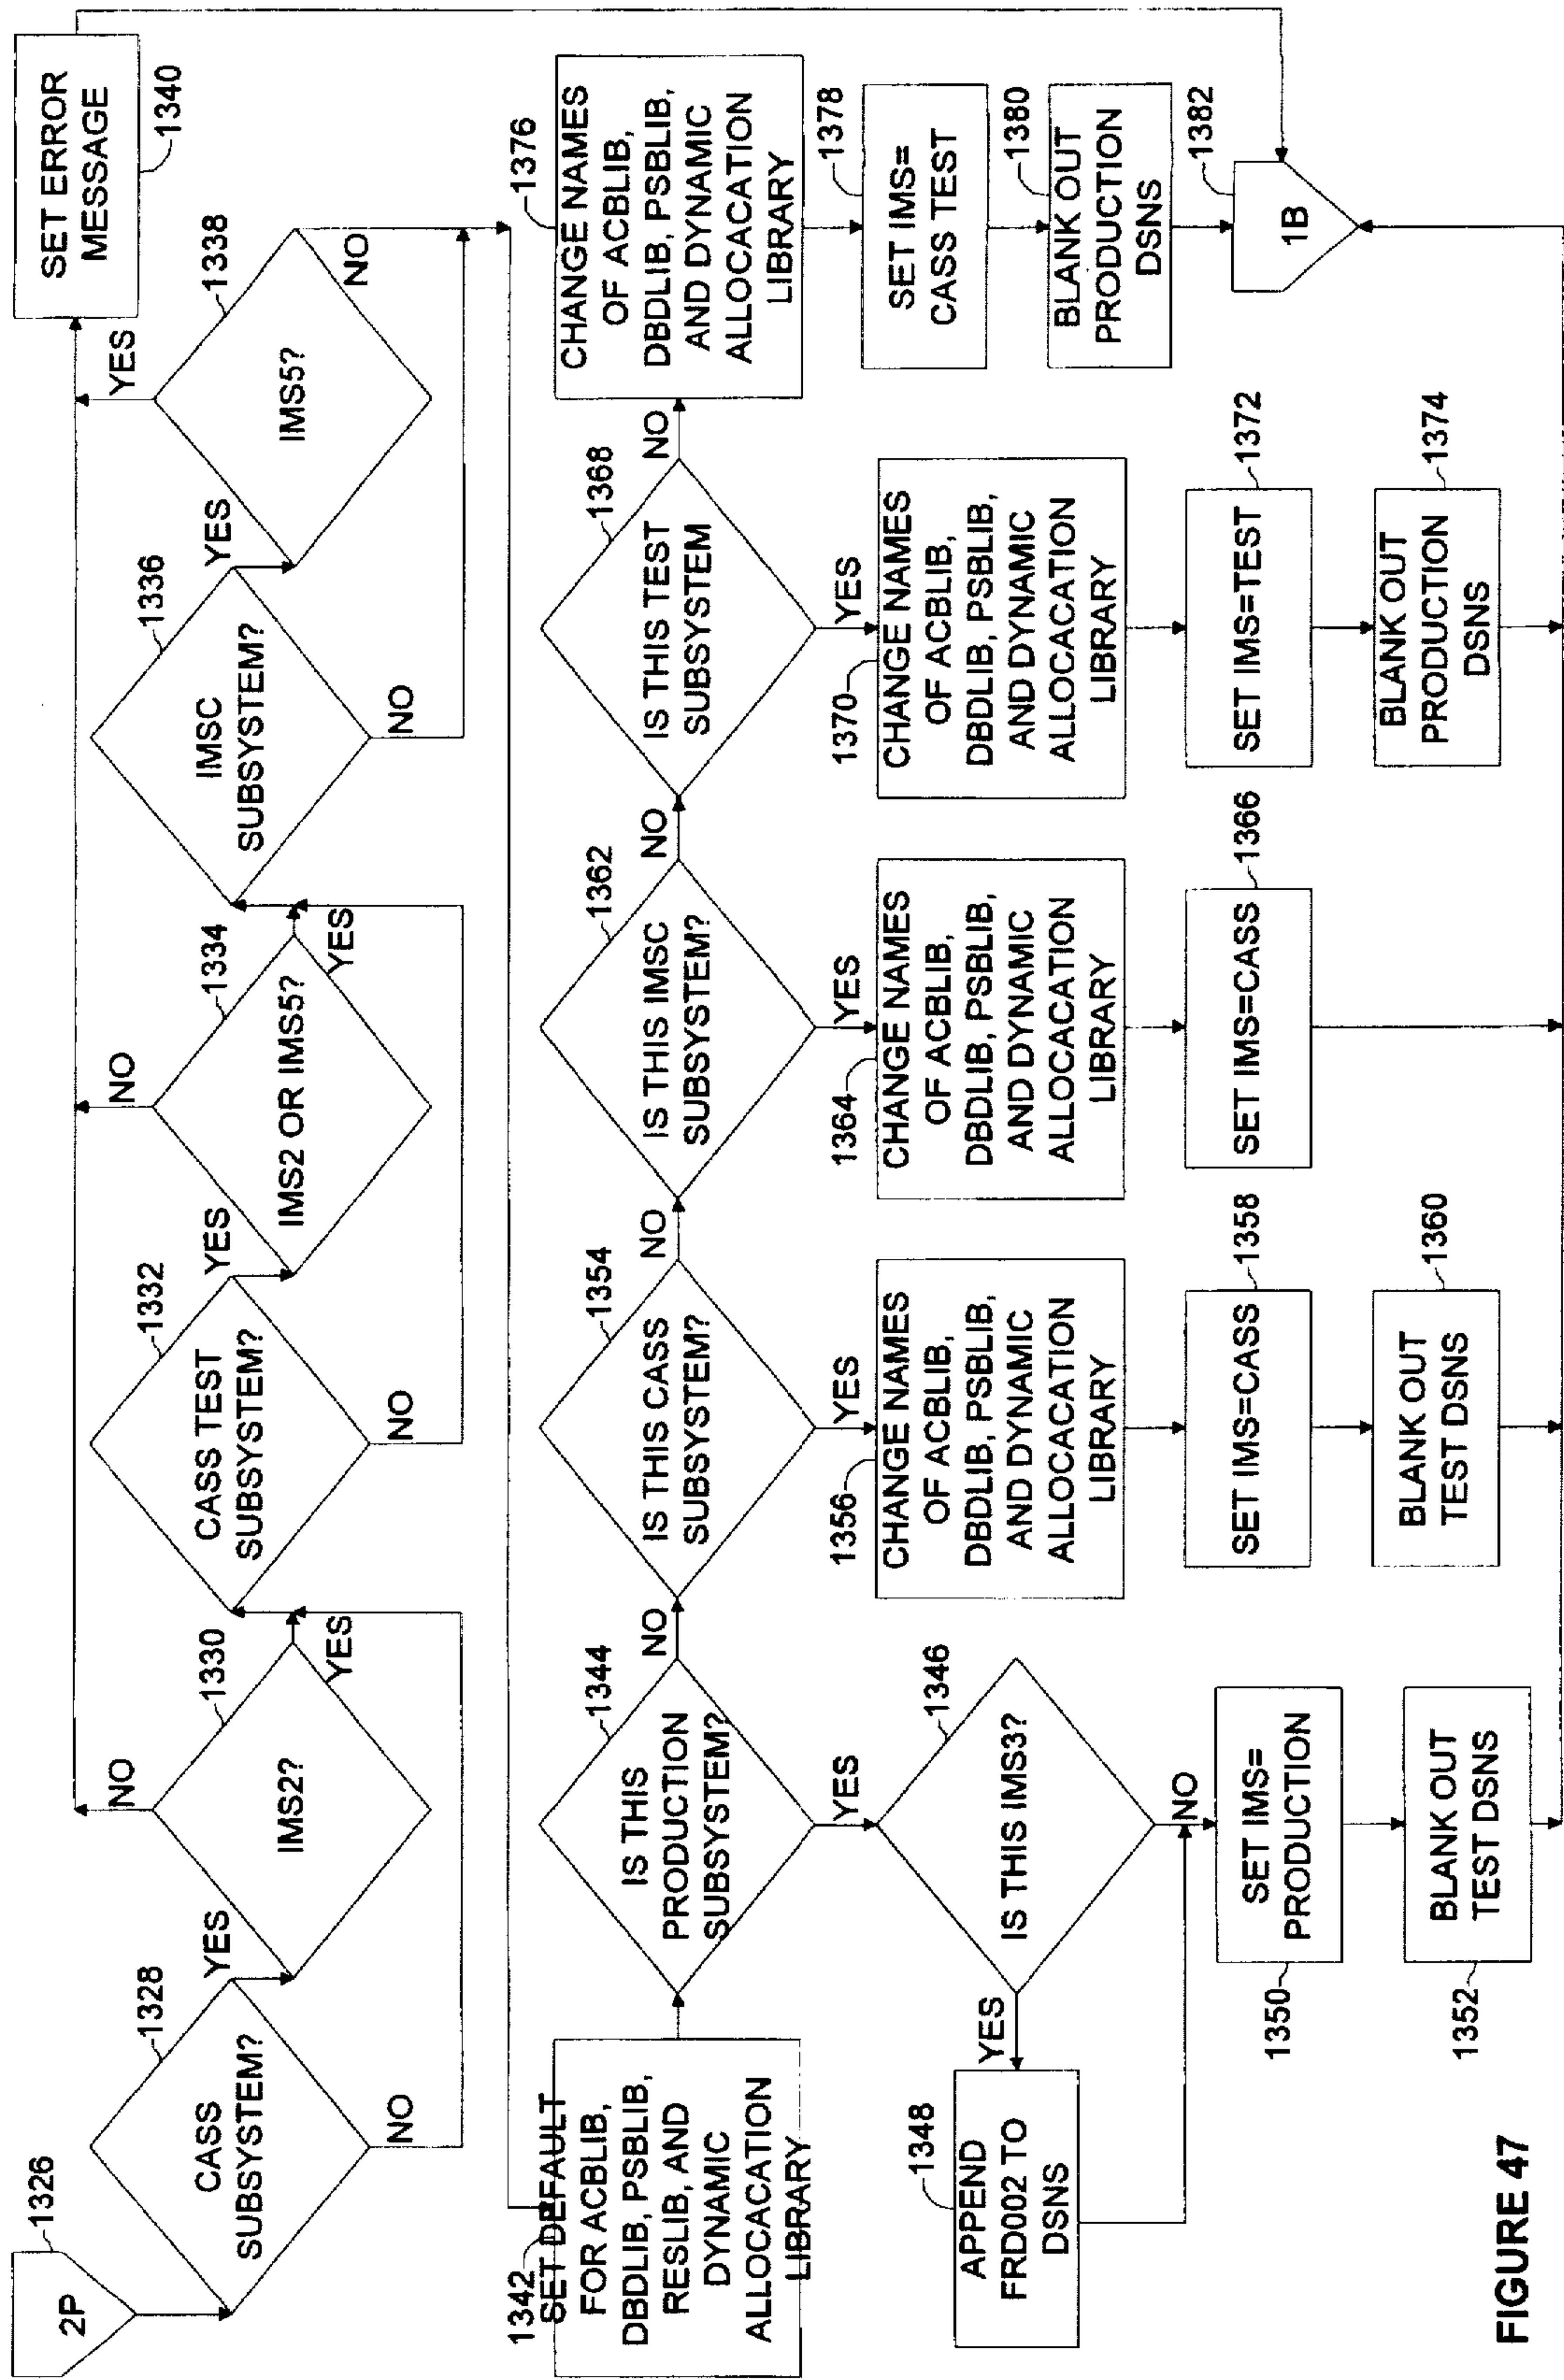 2P
1326
CASS
SUBSYSTEM?
1328
YES
NO
IMS2?
1330
NO
YES
CASS TEST
SUBSYSTEM?
1332
YES
NO
IMS2 OR IMS5?
1334
NO
YES
IMSC
SUBSYSTEM?
1336
YES
NO
IMS5?
1338
YES
NO
SET ERROR
MESSAGE
1340
1342
SET DEFAULT
FOR ACBLIB,
DBDLIB, PSBLIB,
RESLIB, AND
DYNAMIC
ALLOCACATION
LIBRARY
IS THIS
PRODUCTION
SUBSYSTEM?
1344
NO
YES
IS THIS IMS3?
1346
YES
NO
1348
APPEND
FRD002 TO
DSNS
SET IMS=
PRODUCTION
1350
BLANK OUT
TEST DSNS
1352
IS THIS CASS
SUBSYSTEM?
1354
NO
YES
1356
CHANGE NAMES
OF ACBLIB,
DBDLIB, PSBLIB,
AND DYNAMIC
ALLOCACATION
LIBRARY
SET IMS=CASS
1358
BLANK OUT
TEST DSNS
1360
IS THIS IMSC
SUBSYSTEM?
1362
NO
YES
1364
CHANGE NAMES
OF ACBLIB,
DBDLIB, PSBLIB,
AND DYNAMIC
ALLOCACATION
LIBRARY
SET IMS=CASS
1366
IS THIS TEST
SUBSYSTEM
1368
NO
YES
1370
CHANGE NAMES
OF ACBLIB,
DBDLIB, PSBLIB,
AND DYNAMIC
ALLOCACATION
LIBRARY
SET IMS=TEST
1372
BLANK OUT
PRODUCTION
DSNS
1374
CHANGE NAMES
OF ACBLIB,
DBDLIB, PSBLIB,
AND DYNAMIC
ALLOCACATION
LIBRARY
1376
SET IMS=
CASS TEST
1378
BLANK OUT
PRODUCTION
DSNS
1380
1B
1382
FIGURE 47